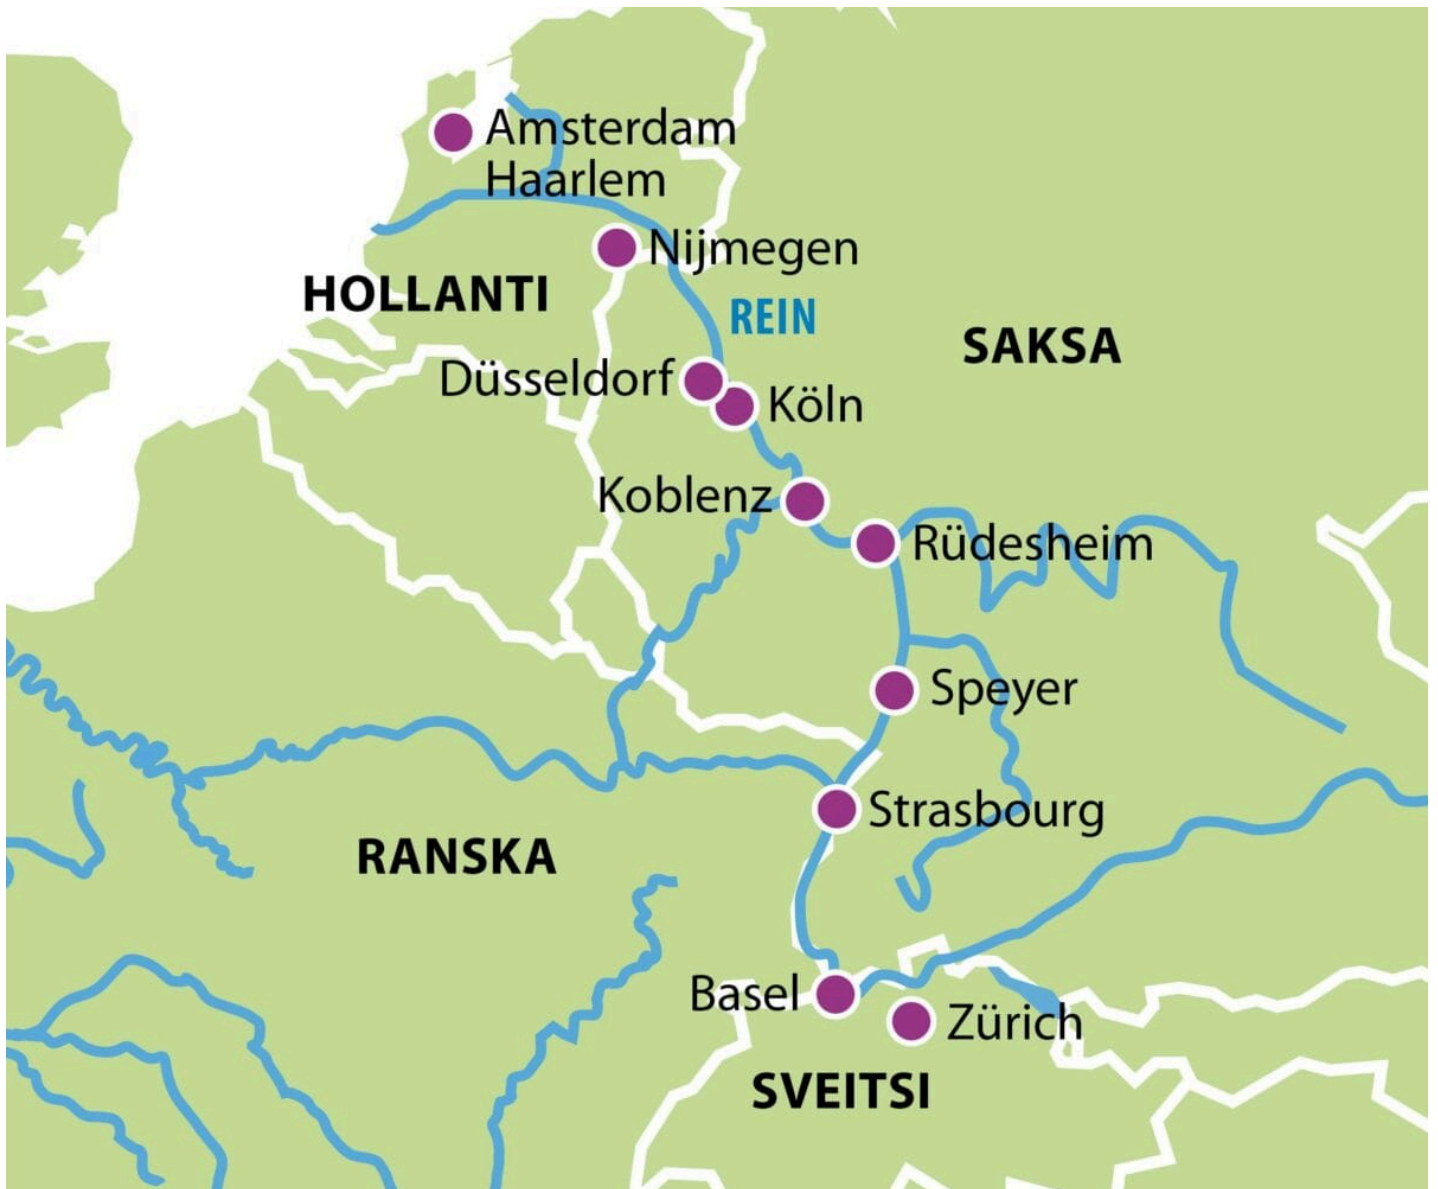 Amsterdam
Haarlem
Nijmegen
HOLLANTI
REIN
SAKSA
Düsseldorf
Köln
Koblenz
Rüdesheim
Speyer
Strasbourg
RANSKA
Basel
Zürich
SVEITSI